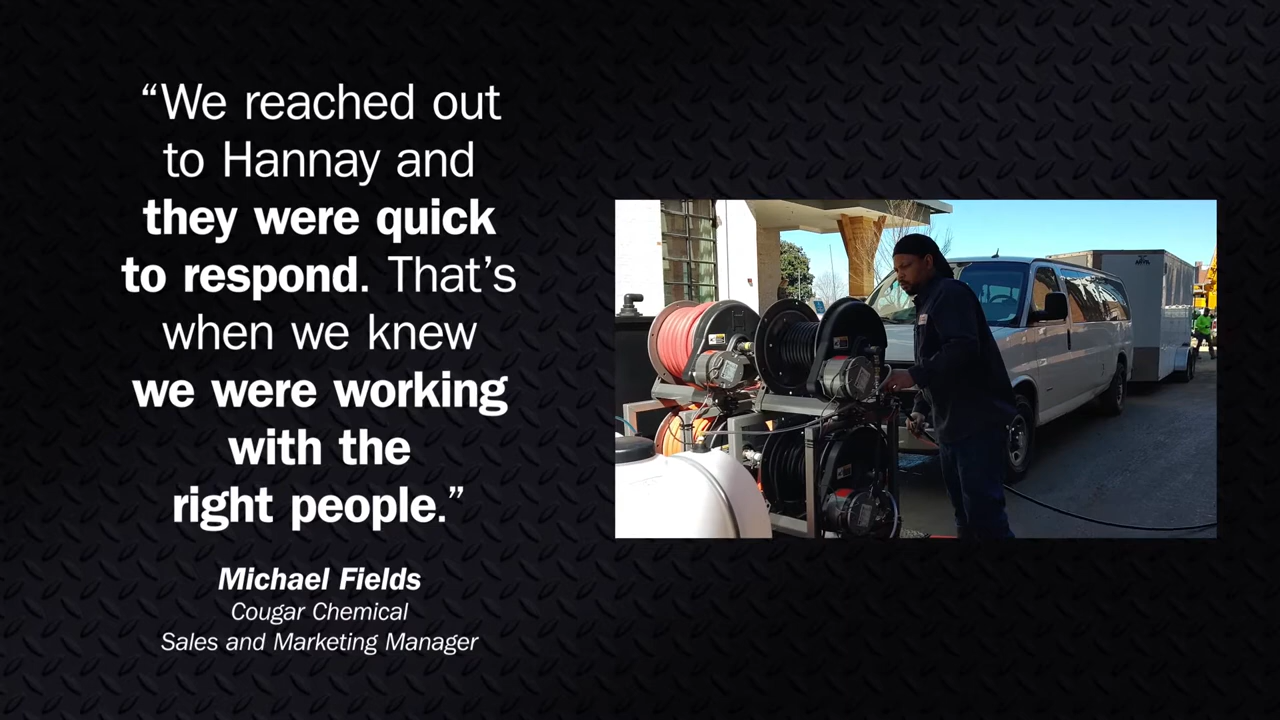 “We reached out
to Hannay and
they were quick
to respond. That’s
when we knew
we were working
with the
right people.”
Michael Fields
Cougar Chemical
Sales and Marketing Manager